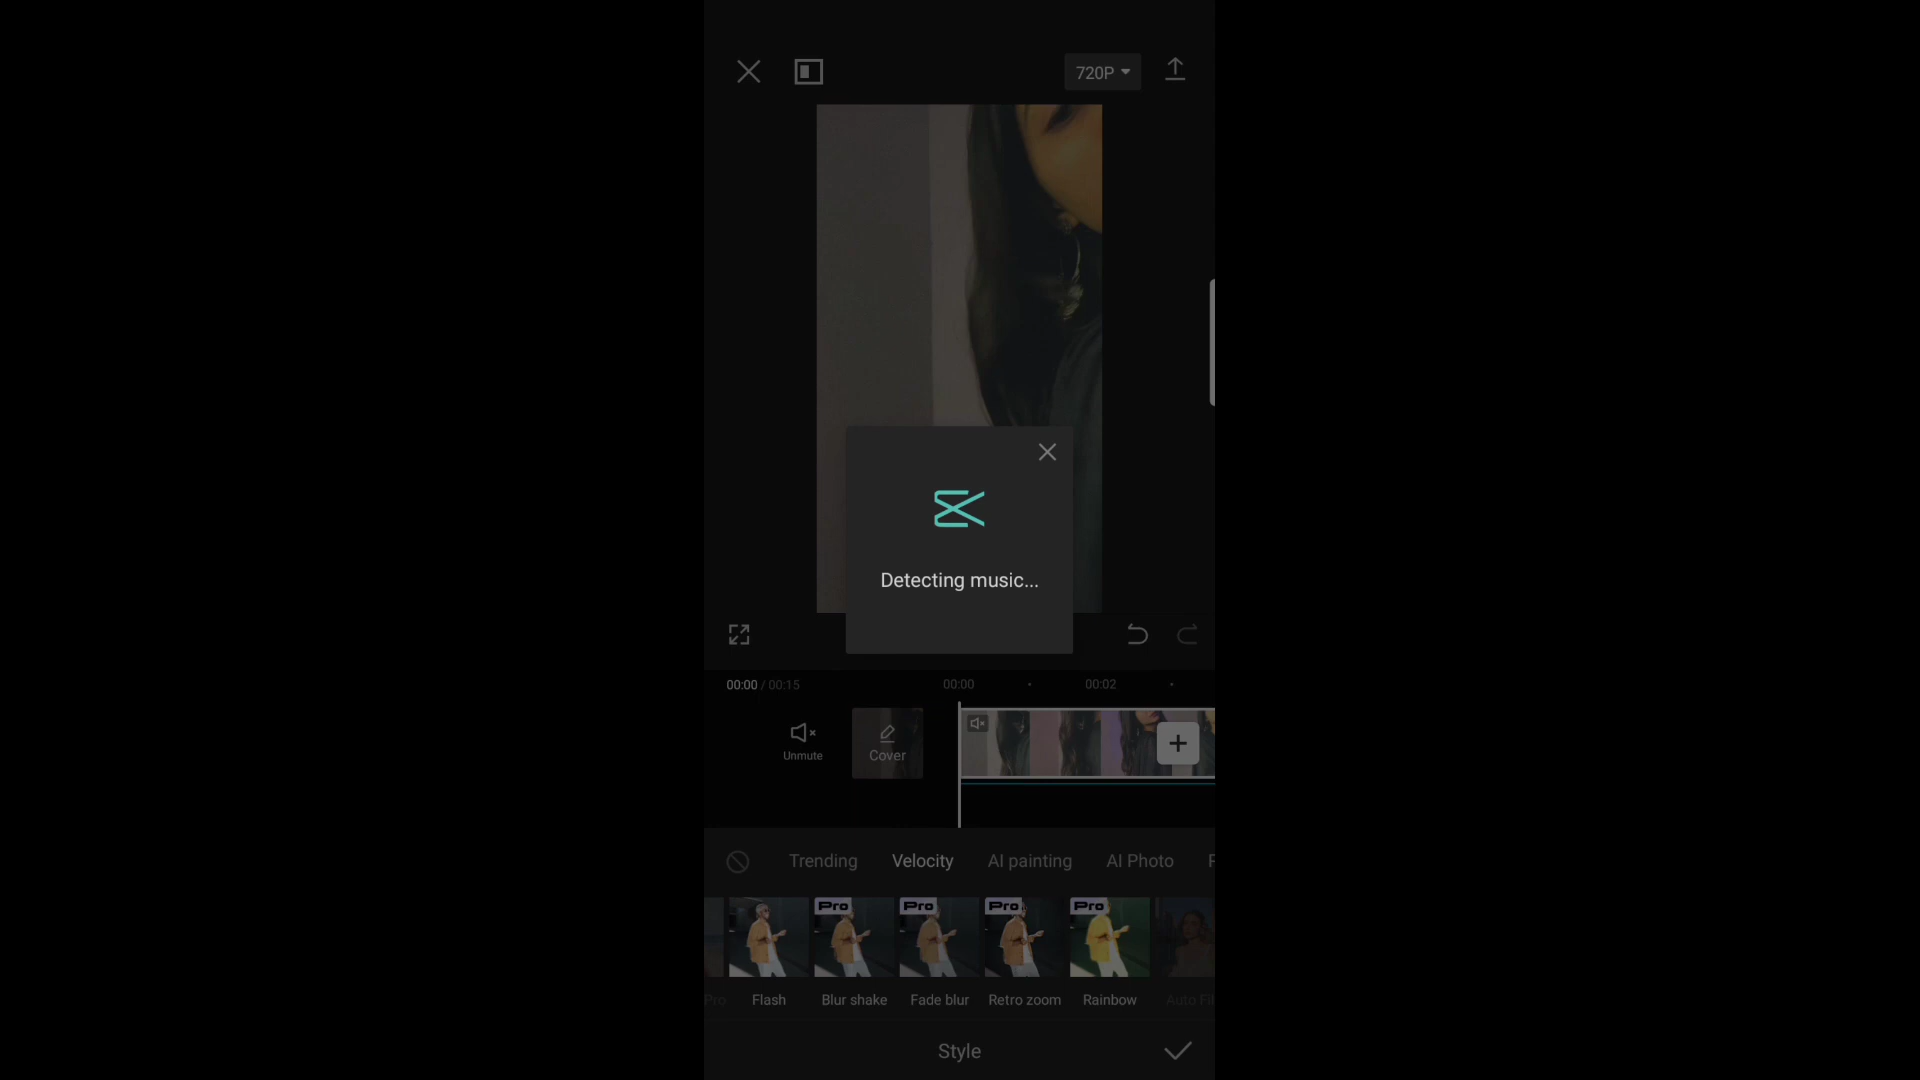 720P
Detecting music...
00:00 / 00:15
00:00
00:02
Unmute
Cover
Trending
Velocity
AI painting
AI Photo
Pro
Pro
Pro
Pro
Pro
Flash
Blur shake
Fade blur
Retro zoom
Rainbow
Style